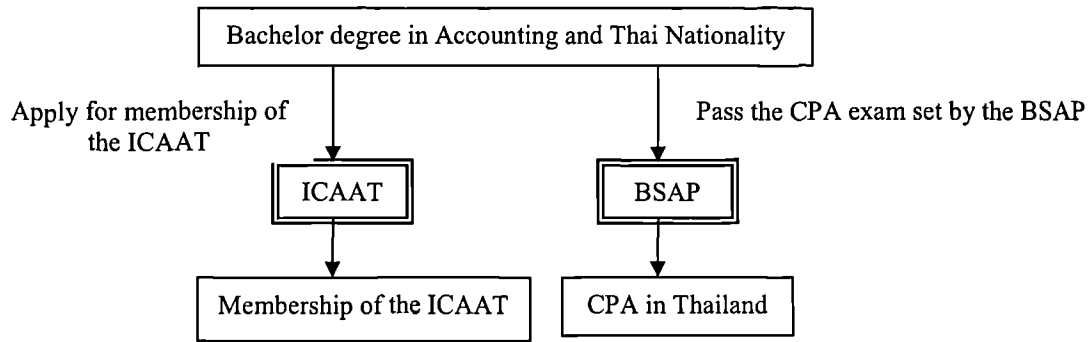 Bachelor degree in Accounting and Thai Nationality
Apply for membership of
the ICAAT
Pass the CPA exam set by the BSAP
ICAAT
BSAP
Membership of the ICAAT
CPA in Thailand